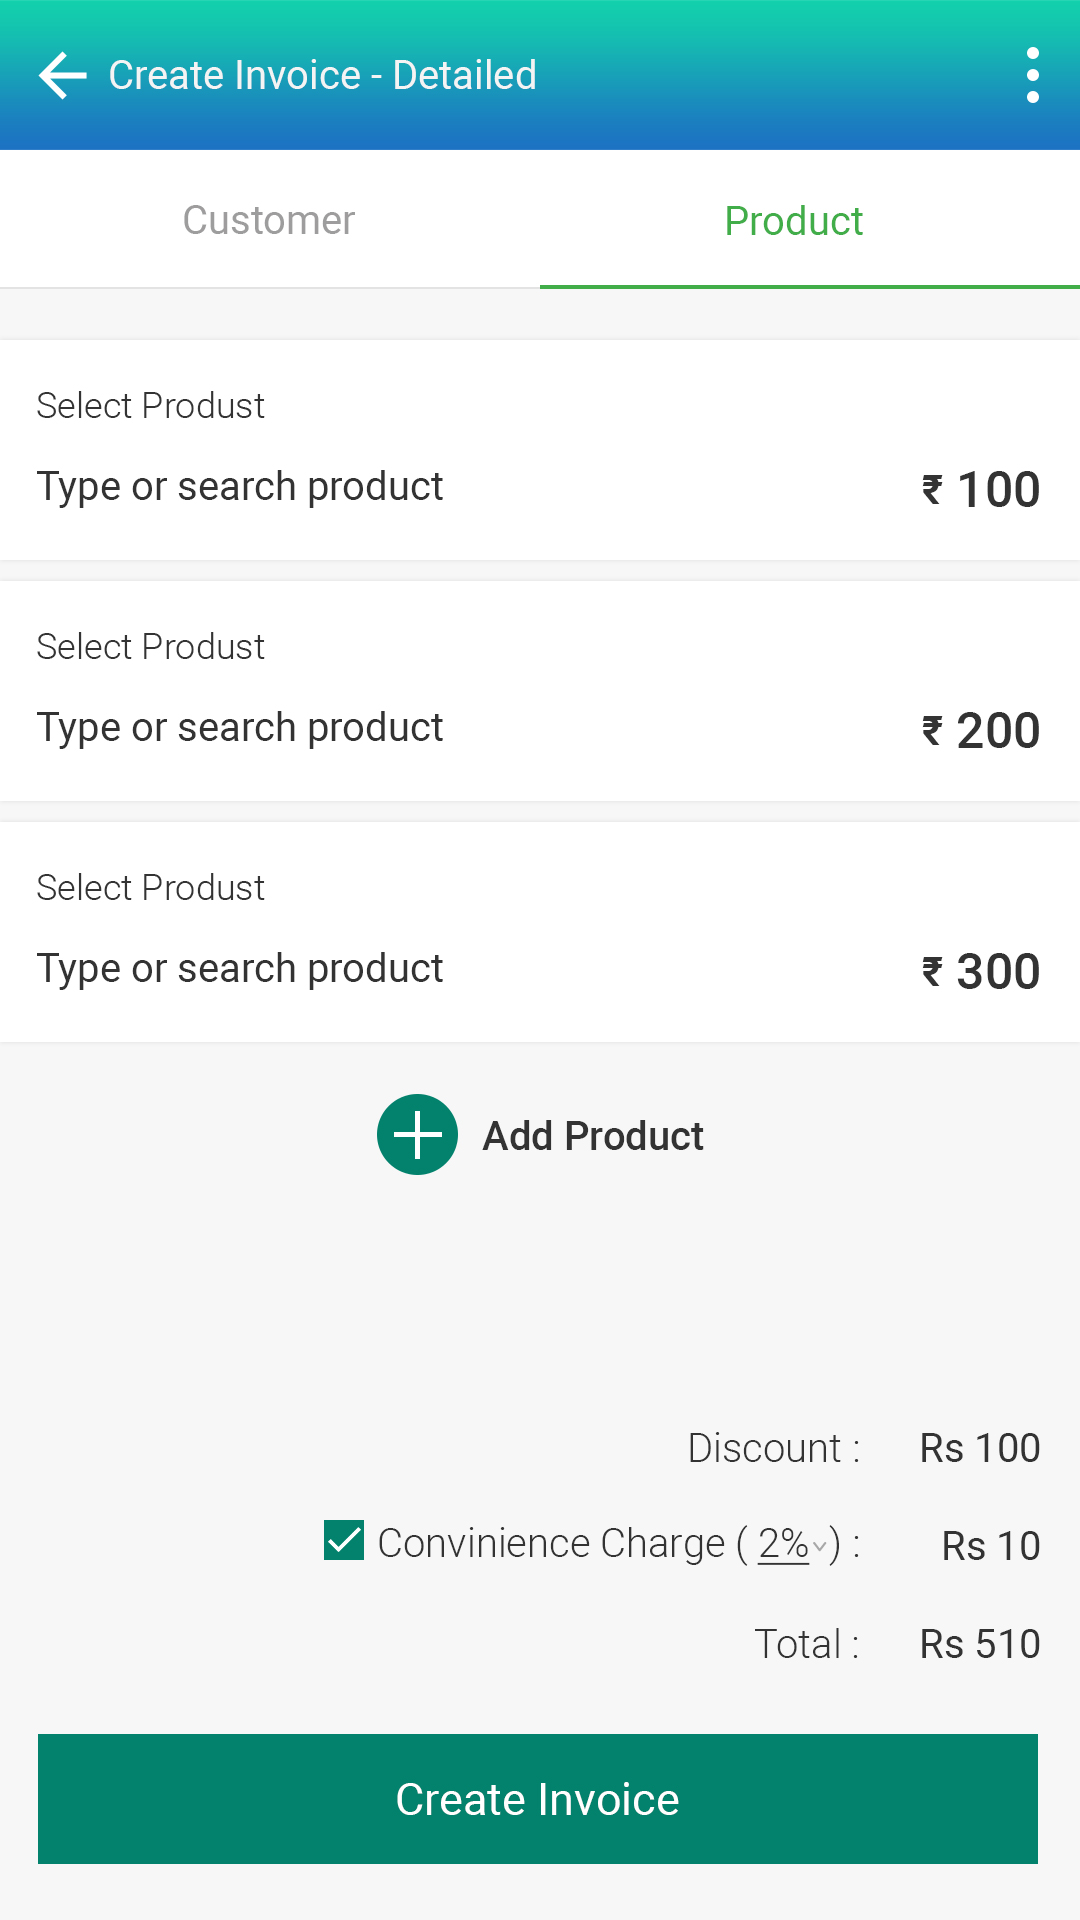 Create Invoice - Detailed
Customer
Product
Select Produst
Type or search product
₹ 100
Select Produst
Type or search product
₹ 200
Select Produst
Type or search product
₹ 300
Add Product
Discount : Rs 100
Convinience Charge ( 2% ) : Rs 10
Total : Rs 510
Create Invoice